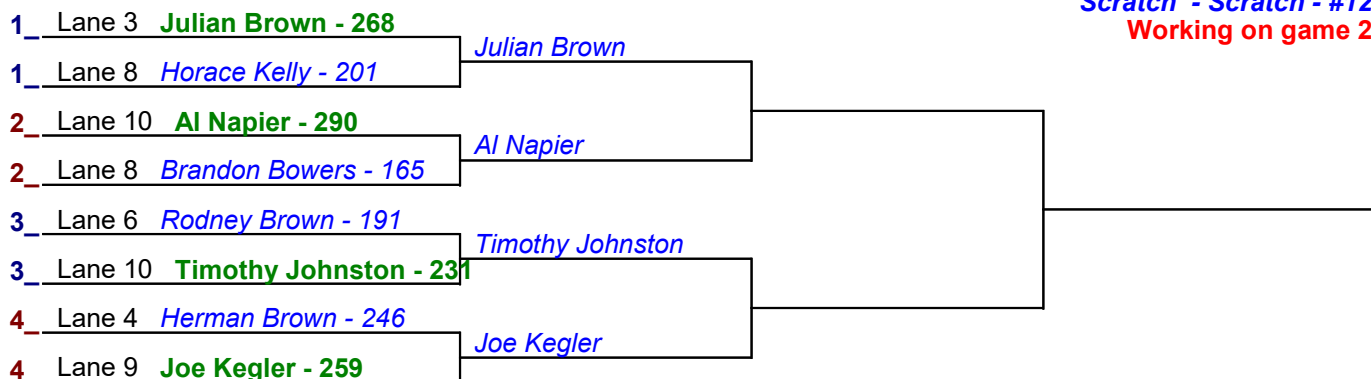 Scratch - Scratch - #12
Working on game 2
1_ Lane 3 Julian Brown - 268
Julian Brown
1_ Lane 8 Horace Kelly - 201
2_ Lane 10 Al Napier - 290
Al Napier
2_ Lane 8 Brandon Bowers - 165
3_ Lane 6 Rodney Brown - 191
Timothy Johnston
3_ Lane 10 Timothy Johnston - 231
4_ Lane 4 Herman Brown - 246
Joe Kegler
4 Lane 9 Joe Kegler - 259